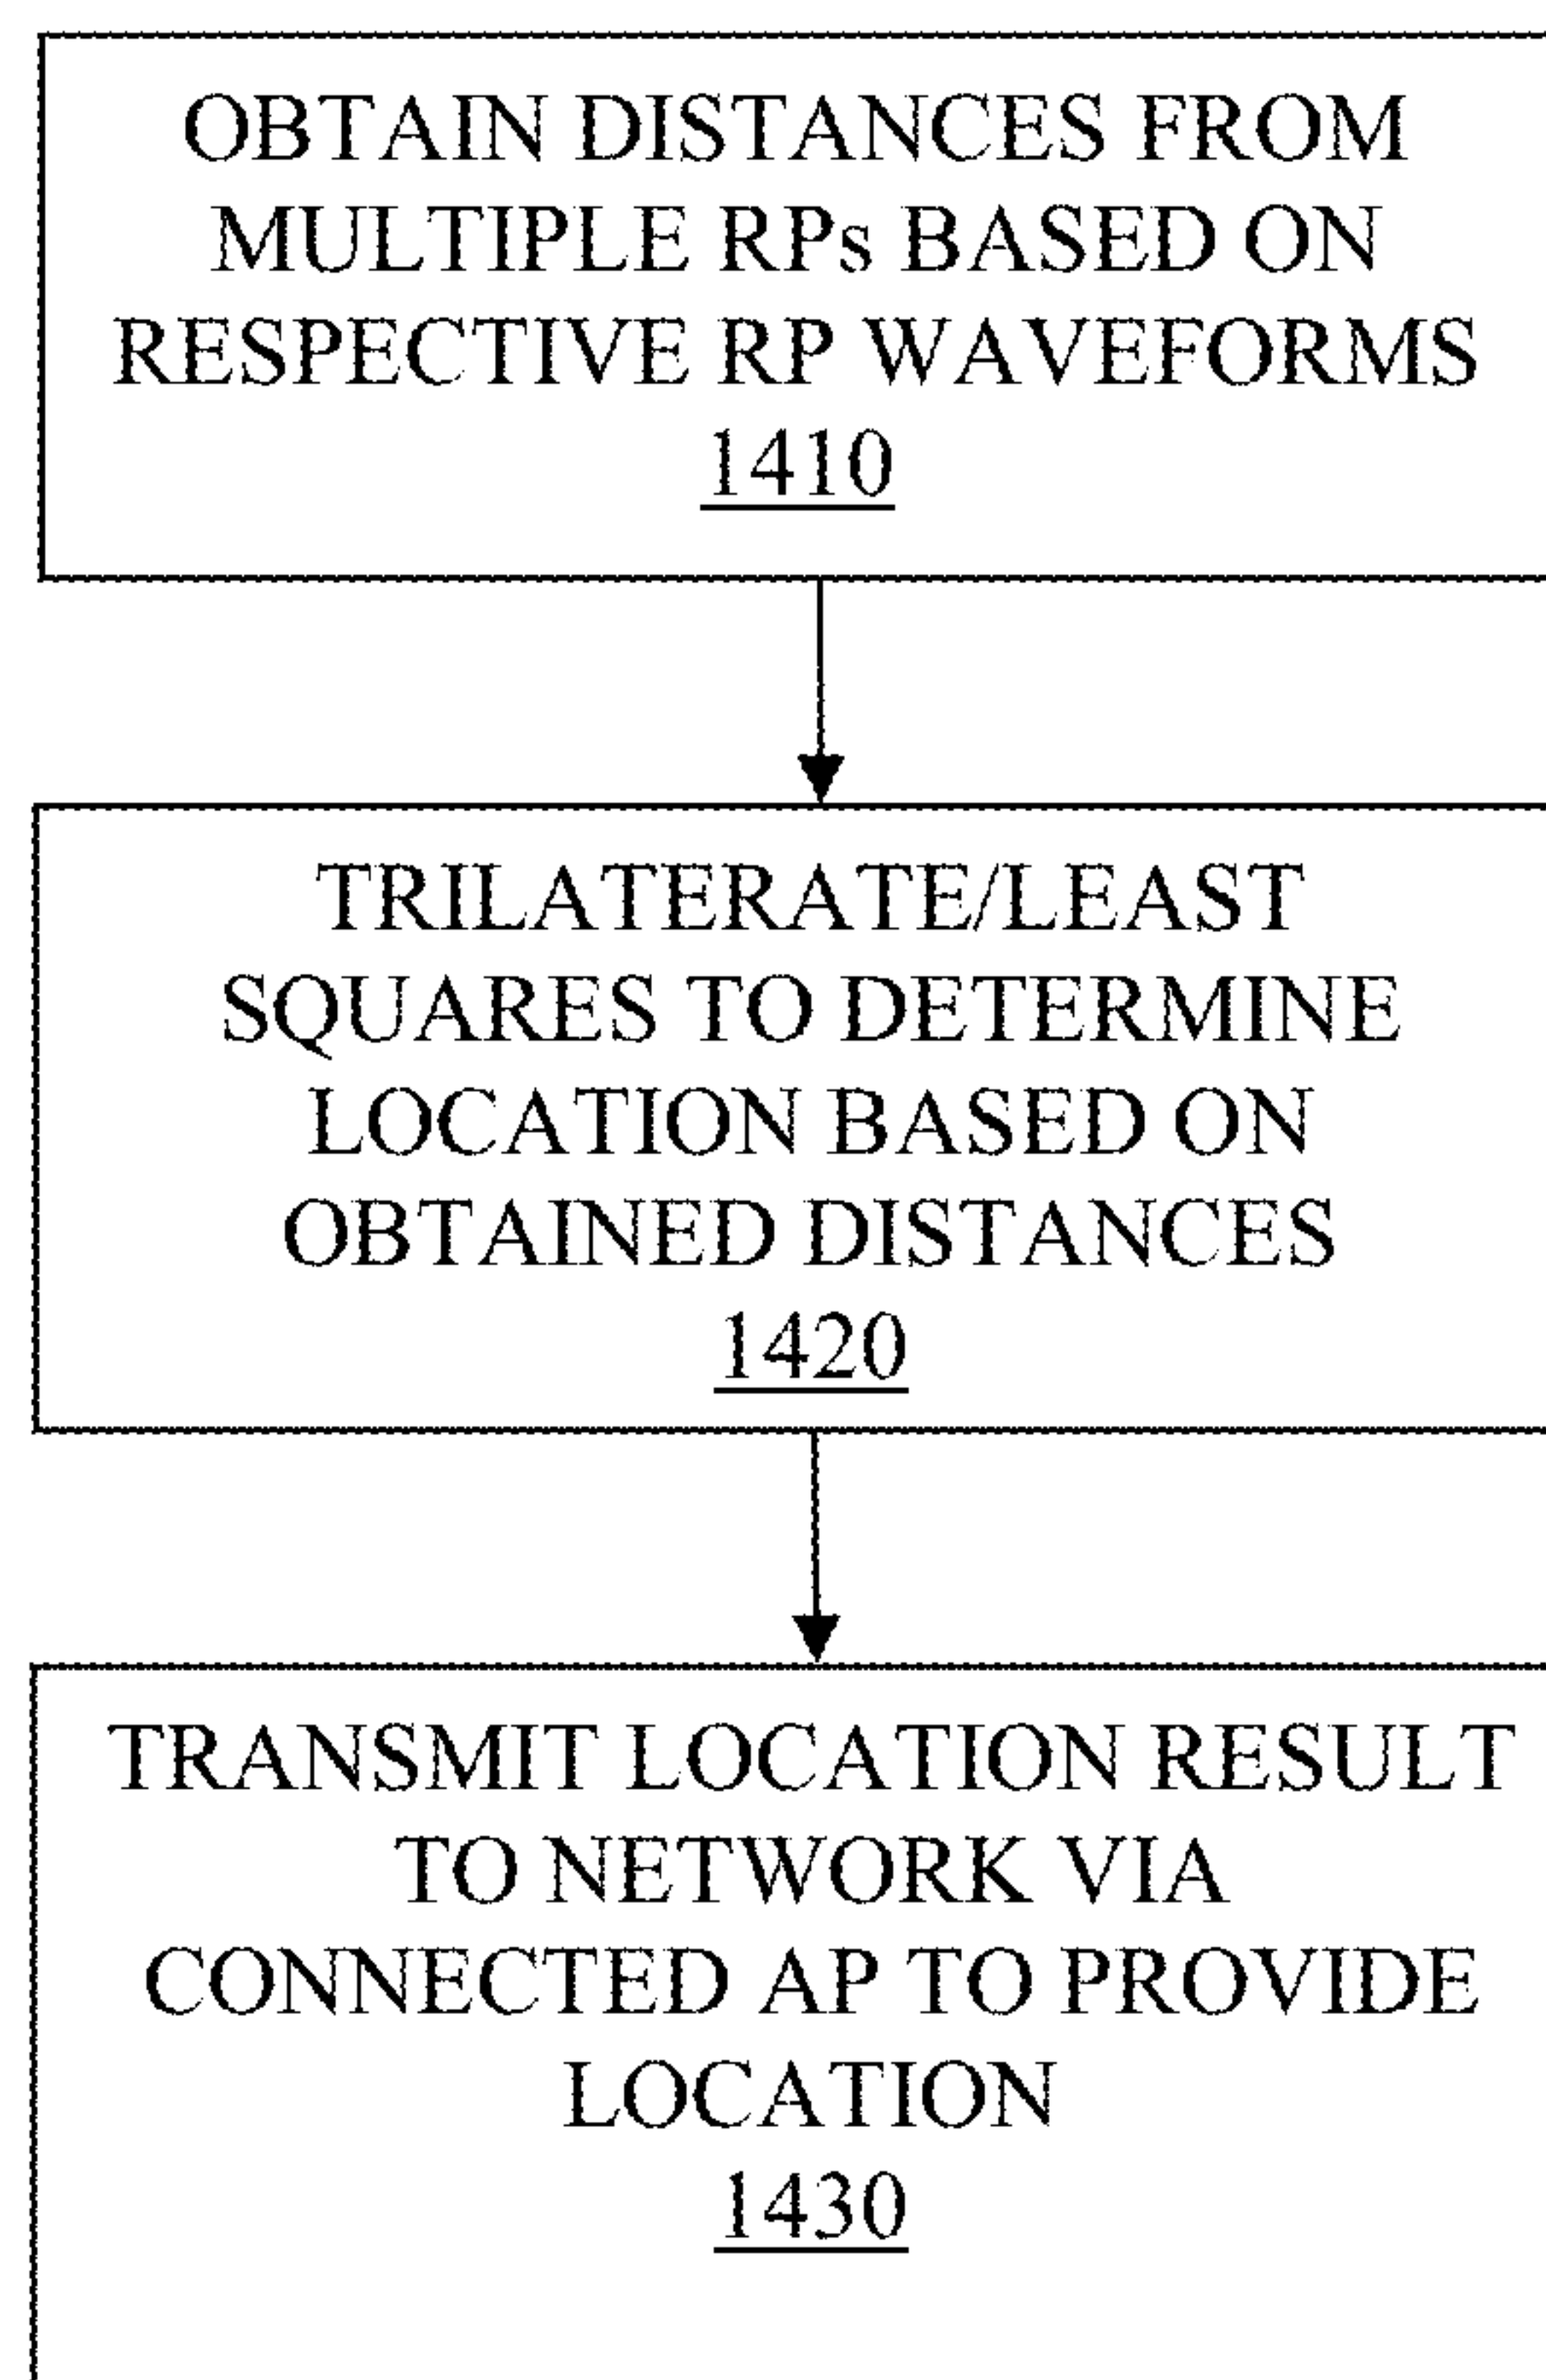 OBTAIN DISTANCES FROM
MULTIPLE RPs BASED ON
RESPECTIVE RP WAVEFORMS
1410
TRILATERATE/LEAST
SQUARES TO DETERMINE
LOCATION BASED ON
OBTAINED DISTANCES
1420
TRANSMIT LOCATION RESULT
TO NETWORK VIA
CONNECTED AP TO PROVIDE
LOCATION
1430